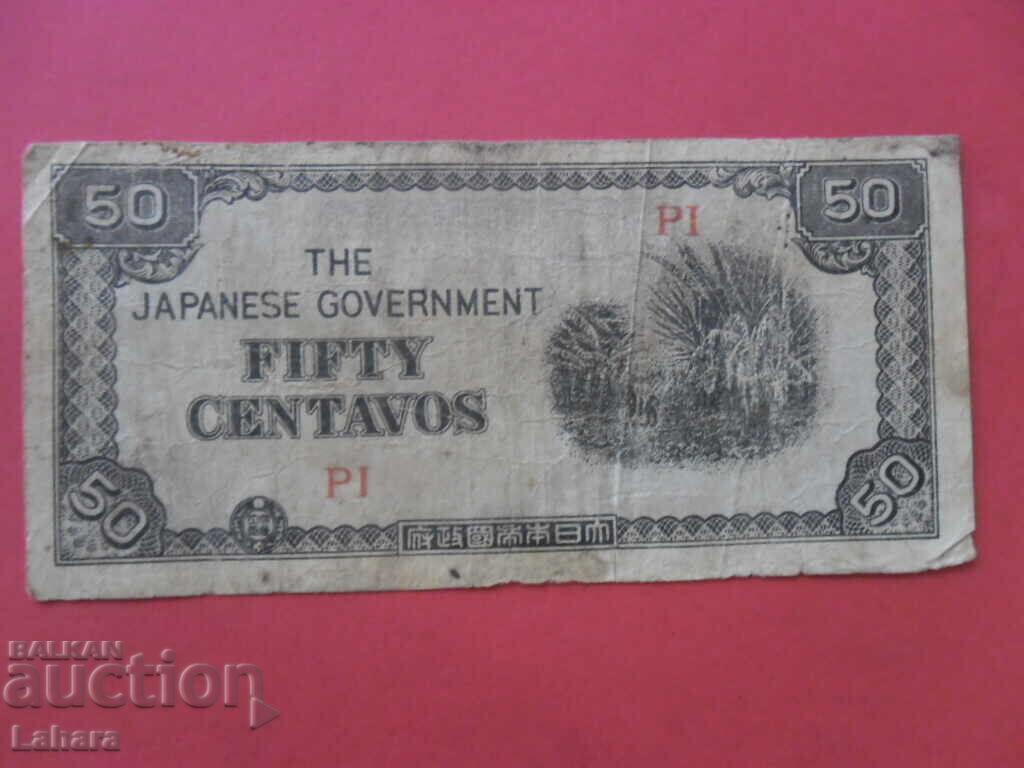 50
50
PI
THE
JAPANESE GOVERNMENT
FIFTY
CENTAVOS
PI
50
50
大日本帝國政府
BALKAN
auction
Lahara